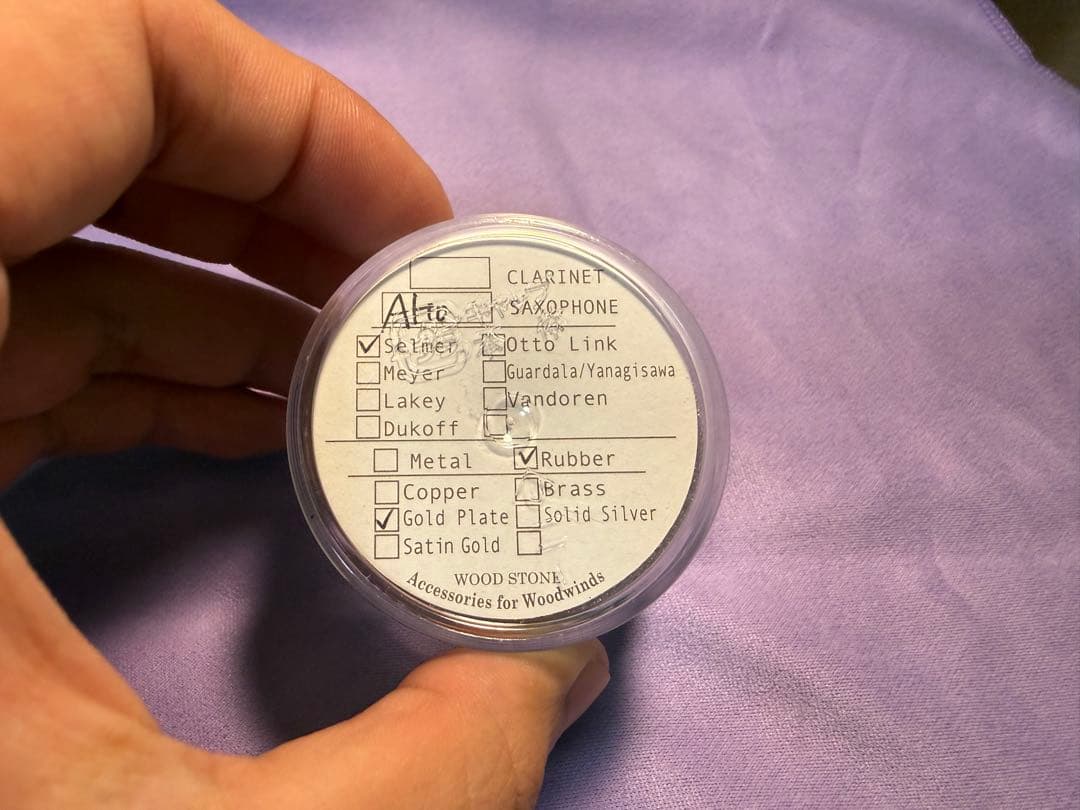 CLARINET
Alto SAXOPHONE
✓ Selmer □ Otto Link
□ Meyer □ Guardala/Yanagisawa
□ Lakey □ Vandoren
□ Dukoff □
□ Metal ✓ Rubber
□ Copper □ Brass
✓ Gold Plate □ Solid Silver
□ Satin Gold □
WOOD STONE
Accessories for Woodwinds